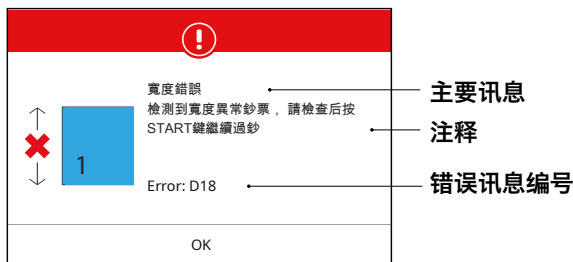 寬度錯誤
檢測到寬度異常鈔票，請檢查后按
START鍵繼續過鈔
1
Error: D18
OK
主要讯息
注释
错误讯息编号